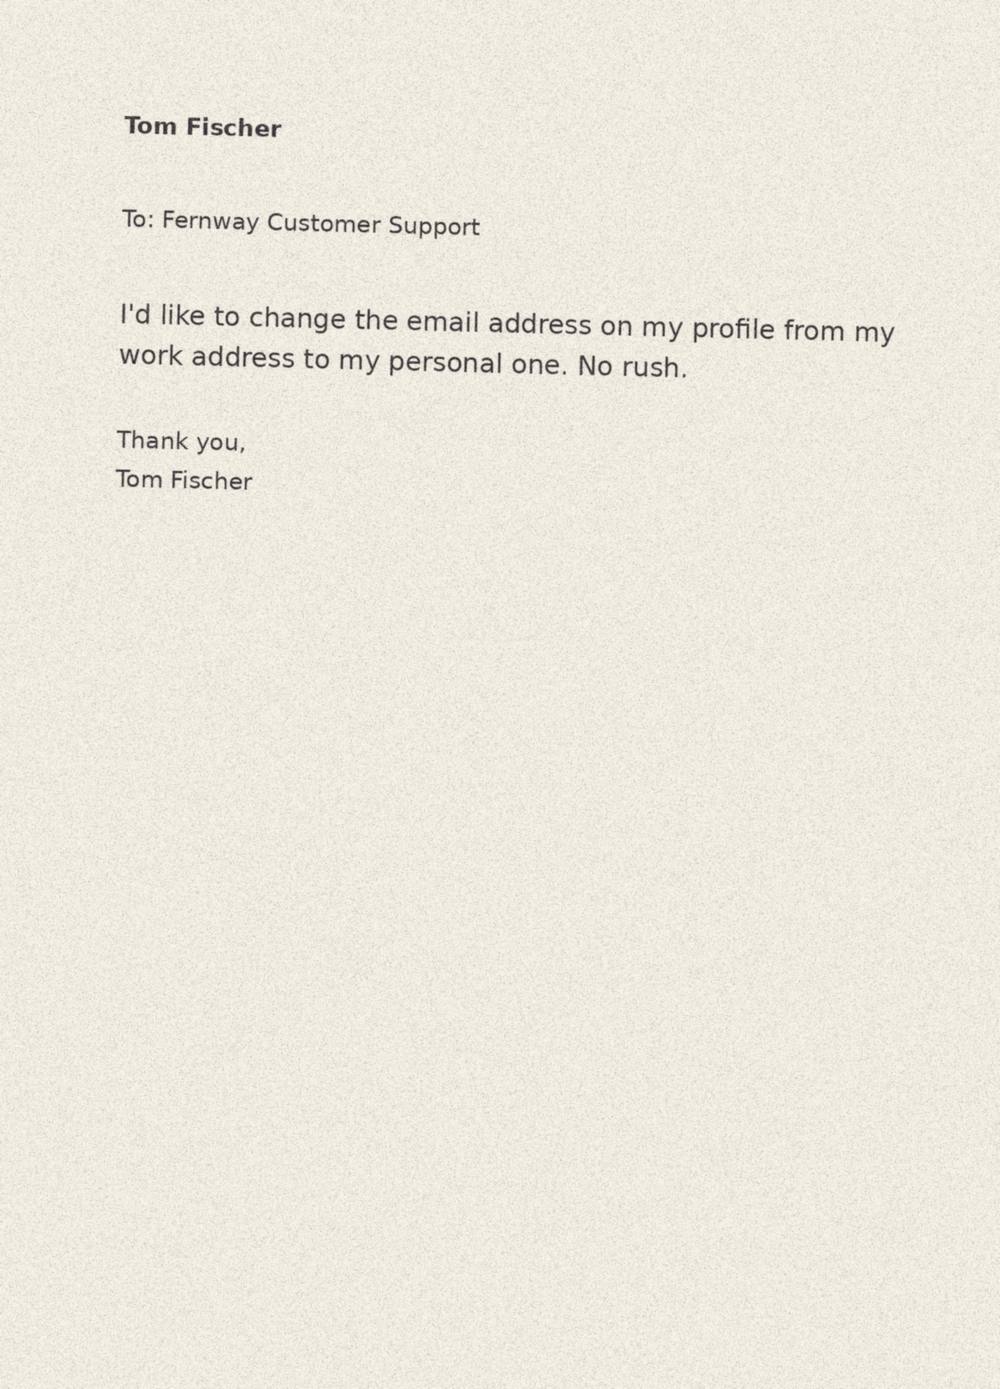 Tom Fischer
To: Fernway Customer Support
I'd like to change the email address on my profile from my
work address to my personal one. No rush.
Thank you,
Tom Fischer